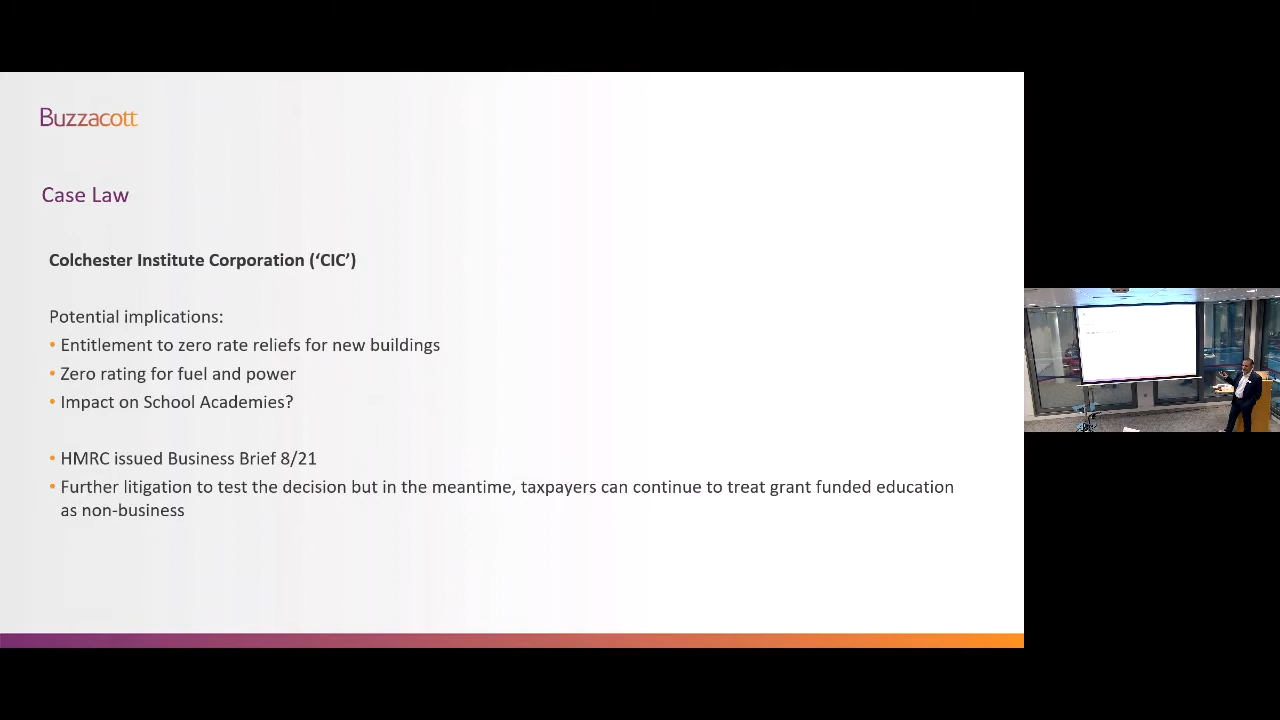 Buzzacott
Case Law
Colchester Institute Corporation (‘CIC’)
Potential implications:
• Entitlement to zero rate reliefs for new buildings
• Zero rating for fuel and power
• Impact on School Academies?
• HMRC issued Business Brief 8/21
• Further litigation to test the decision but in the meantime, taxpayers can continue to treat grant funded education
as non-business